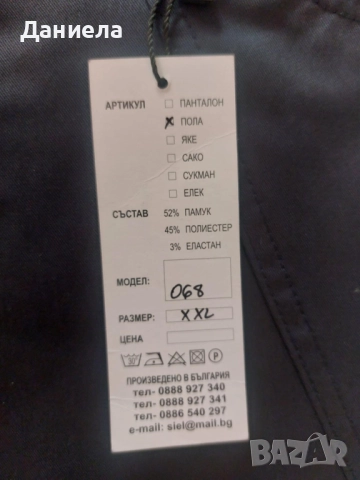 Даниела
АРТИКУЛ
ПАНТАЛОН
X ПОЛА
ЯКЕ
САКО
СУКМАН
ЕЛЕК
СЪСТАВ 52% ПАМУК
45% ПОЛИЕСТЕР
3% ЕЛАСТАН
МОДЕЛ: 068
РАЗМЕР: XXL
ЦЕНА
30 P
ПРОИЗВЕДЕНО В БЪЛГАРИЯ
тел- 0888 927 340
тел- 0888 927 341
тел- 0886 540 297
e-mail: siel@mail.bg
BAZAR